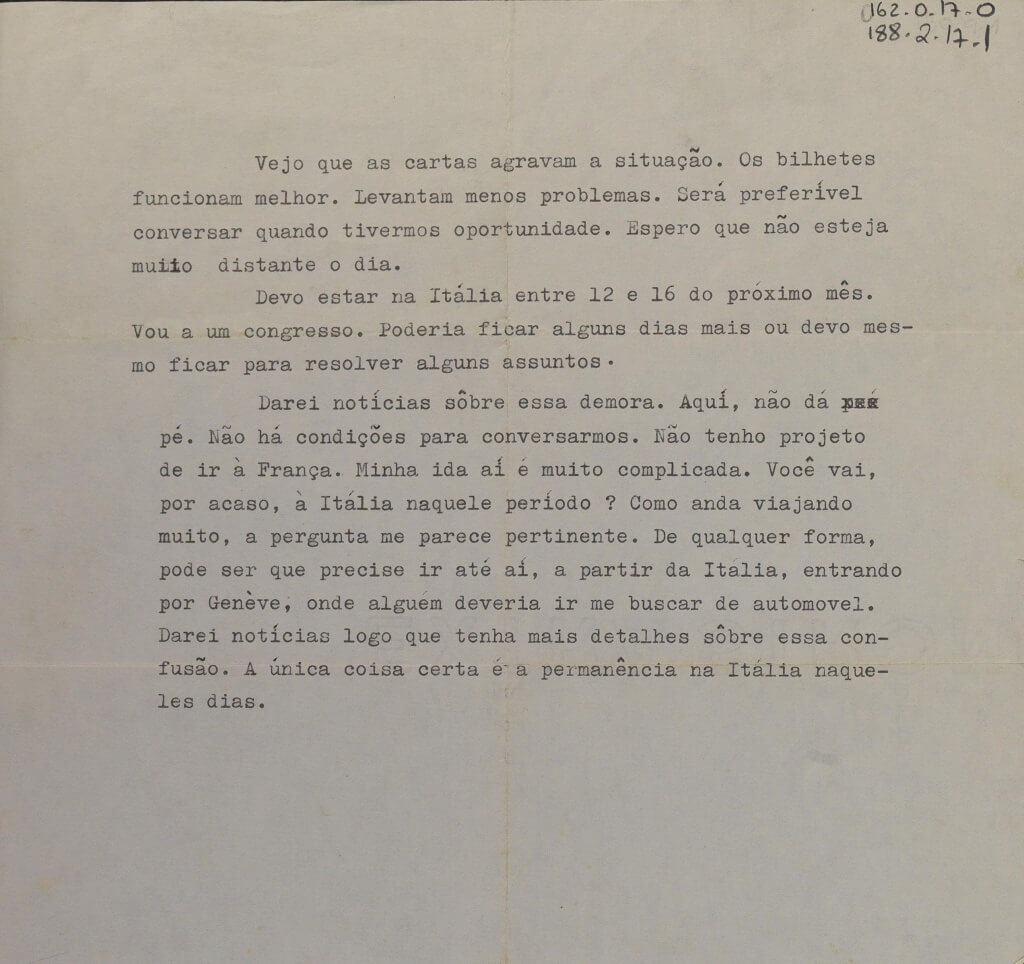 162.0.17-0
188.2.17.1
Vejo que as cartas agravam a situação. Os bilhetes
funcionam melhor. Levantam menos problemas. Será preferível
conversar quando tivermos oportunidade. Espero que não esteja
muito distante o dia.
Devo estar na Itália entre 12 e 16 do próximo mês.
Vou a um congresso. Poderia ficar alguns dias mais ou devo mes-
mo ficar para resolver alguns assuntos.
Darei notícias sôbre essa demora. Aquí, não dá
pé. Não há condições para conversarmos. Não tenho projeto
de ir à França. Minha ida aí é muito complicada. Você vai,
por acaso, à Itália naquele período ? Como anda viajando
muito, a pergunta me parece pertinente. De qualquer forma,
pode ser que precise ir até aí, a partir da Itália, entrando
por Genève, onde alguém deveria ir me buscar de automovel.
Darei notícias logo que tenha mais detalhes sôbre essa con-
fusão. A única coisa certa é a permanência na Itália naque-
les dias.